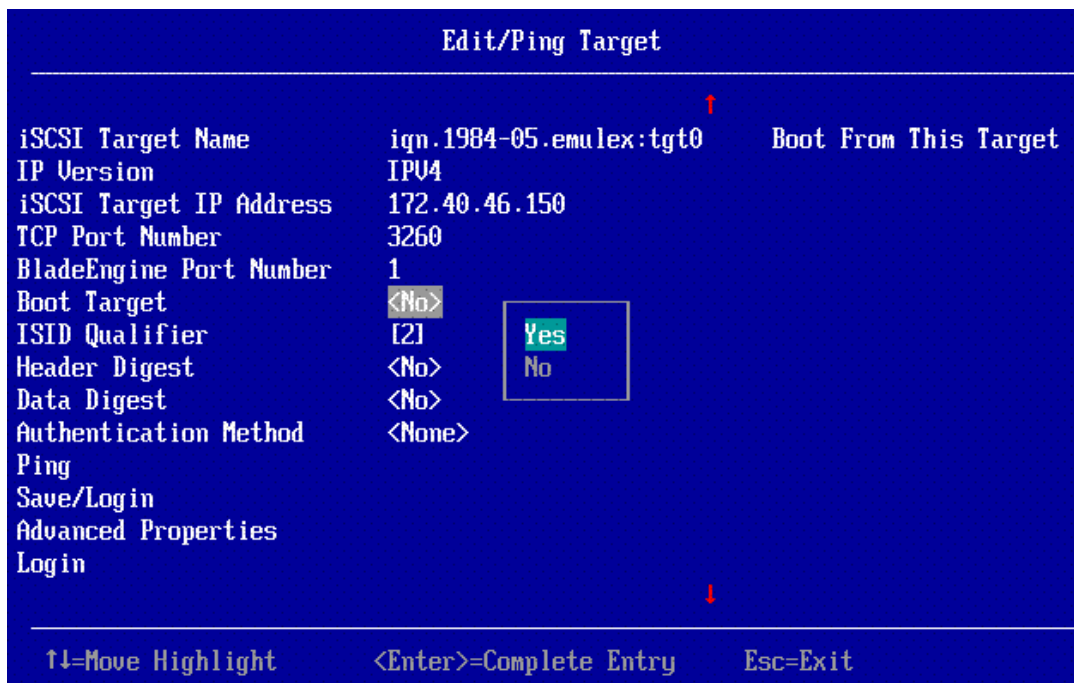 Edit/Ping Target
↑
iSCSI Target Name iqn.1984-05.emulex:tgt0 Boot From This Target
IP Version IPV4
iSCSI Target IP Address 172.40.46.150
TCP Port Number 3260
BladeEngine Port Number 1
Boot Target <No>
ISID Qualifier [2] Yes
Header Digest <No> No
Data Digest <No>
Authentication Method <None>
Ping
Save/Login
Advanced Properties
Login
↓
↑↓=Move Highlight <Enter>=Complete Entry Esc=Exit